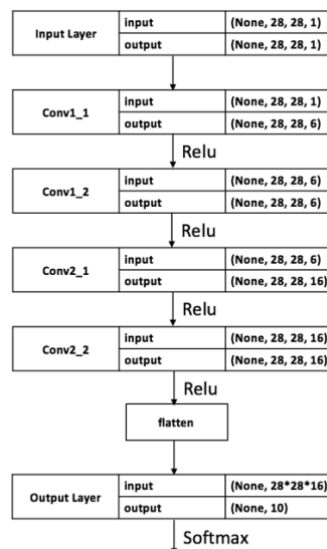 Input Layer input (None, 28, 28, 1)
output (None, 28, 28, 1)
Conv1_1 input (None, 28, 28, 1)
output (None, 28, 28, 6)
Relu
Conv1_2 input (None, 28, 28, 6)
output (None, 28, 28, 6)
Relu
Conv2_1 input (None, 28, 28, 6)
output (None, 28, 28, 16)
Relu
Conv2_2 input (None, 28, 28, 16)
output (None, 28, 28, 16)
Relu
flatten
Output Layer input (None, 28*28*16)
output (None, 10)
Softmax